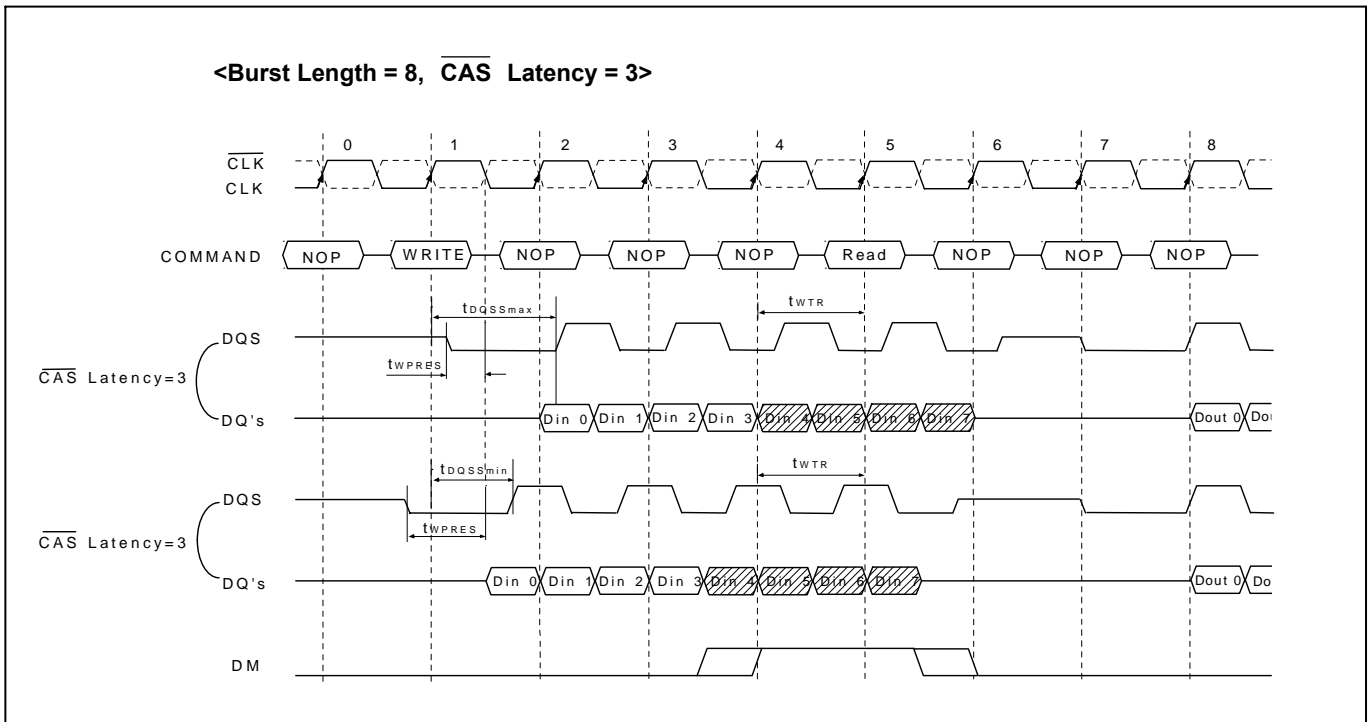 <Burst Length = 8, CAS Latency = 3>
0 1 2 3 4 5 6 7 8
CLK
CLK
COMMAND NOP WRITE NOP NOP NOP Read NOP NOP NOP
tDQSSmax tWTR
DQS
tWPRES
CAS Latency=3
DQ's Din 0 Din 1 Din 2 Din 3 Din 4 Din 5 Din 6 Din 7 Dout 0 Dou
tDQSSmin tWTR
DQS
tWPRES
CAS Latency=3
DQ's Din 0 Din 1 Din 2 Din 3 Din 4 Din 5 Din 6 Din 7 Dout 0 Do
DM